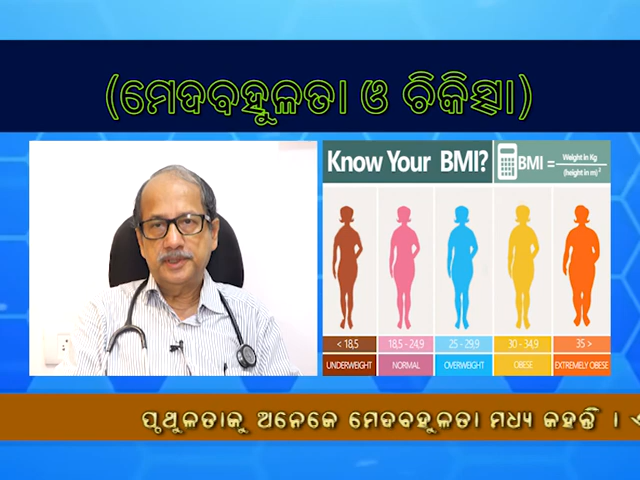 (ମେଦବହୁଳତା ଓ ଚିକିତ୍ସା)
Know Your BMI?
BMI = Weight in Kg / (height in m)²
< 18,5 18,5 - 24,9 25 - 29,9 30 - 34,9 35 >
UNDERWEIGHT NORMAL OVERWEIGHT OBESE EXTREMELY OBESE
ପୃଥୁଳତାକୁ ଅନେକେ ମେଦବହୁଳତା ମଧ୍ୟ କହନ୍ତି ।